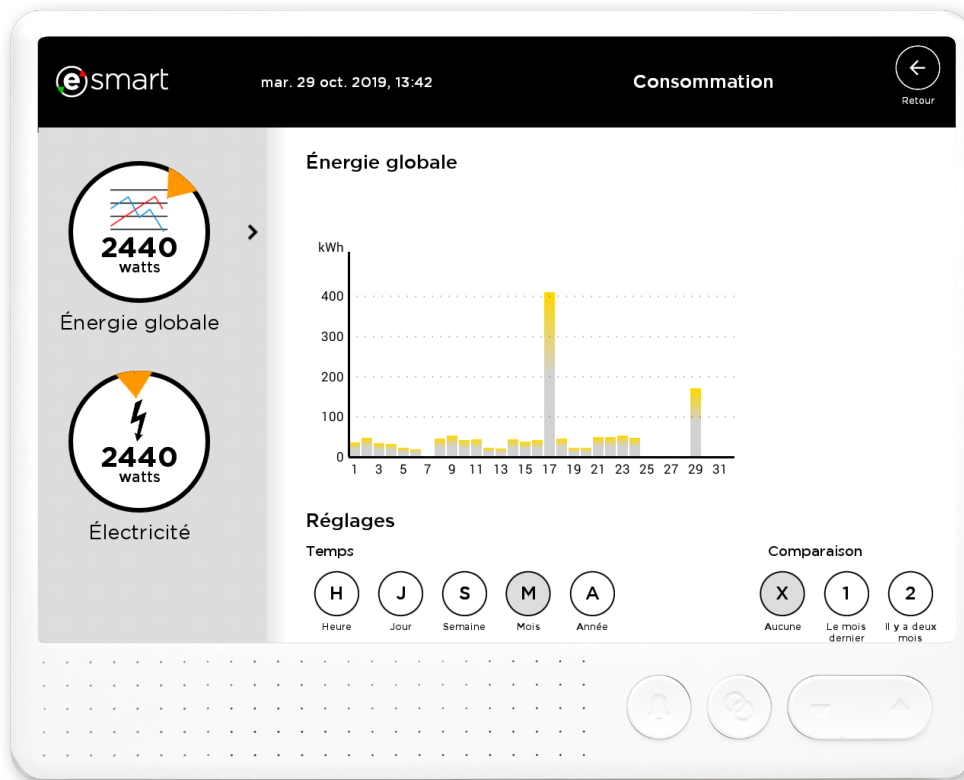 esmart
mar. 29 oct. 2019, 13:42
Consommation
Retour
2440
watts
Énergie globale
2440
watts
Électricité
Énergie globale
kWh
400
300
200
100
0
1 3 5 7 9 11 13 15 17 19 21 23 25 27 29 31
Réglages
Temps
H J S M A
Heure Jour Semaine Mois Année
Comparaison
X 1 2
Aucune Le mois Il y a deux
dernier mois